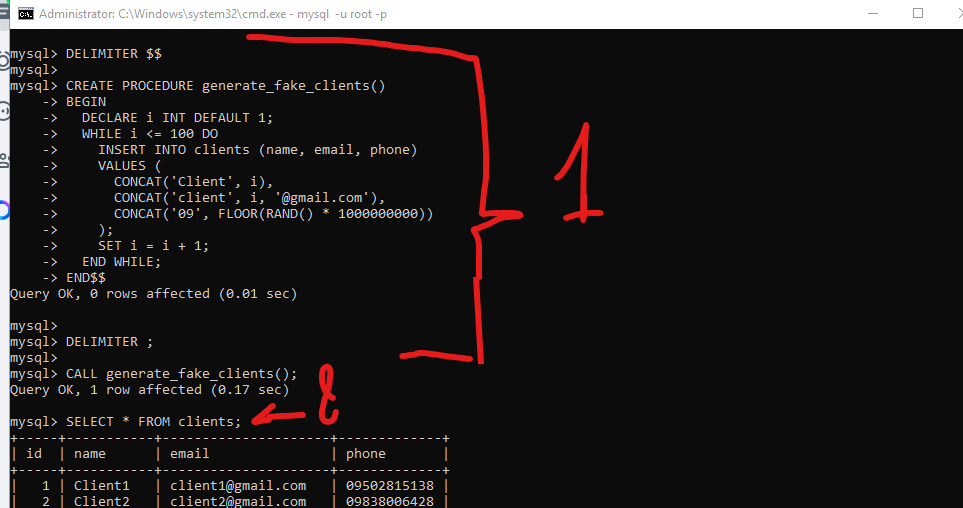 Administrator: C:\Windows\system32\cmd.exe - mysql -u root -p
mysql> DELIMITER $$
mysql>
mysql> CREATE PROCEDURE generate_fake_clients()
-> BEGIN
-> DECLARE i INT DEFAULT 1;
-> WHILE i <= 100 DO
-> INSERT INTO clients (name, email, phone)
-> VALUES (
-> CONCAT('Client', i),
-> CONCAT('client', i, '@gmail.com'),
-> CONCAT('09', FLOOR(RAND() * 1000000000))
-> );
-> SET i = i + 1;
-> END WHILE;
-> END$$
Query OK, 0 rows affected (0.01 sec)
1
mysql>
mysql> DELIMITER ;
mysql>
mysql> CALL generate_fake_clients();
Query OK, 1 row affected (0.17 sec)
mysql> SELECT * FROM clients;
+-----+-----------+---------------------+-------------+
| id | name | email | phone |
+-----+-----------+---------------------+-------------+
| 1 | Client1 | client1@gmail.com | 09502815138 |
| 2 | Client2 | client2@gmail.com | 09838006428 |